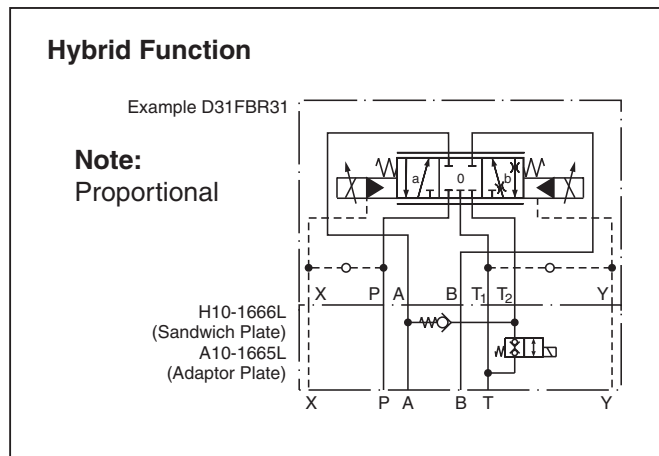 Hybrid Function
Example D31FBR31
Note:
Proportional
a 0 b
X P A B T1 T2 Y
H10-1666L
(Sandwich Plate)
A10-1665L
(Adaptor Plate)
X P A B T Y